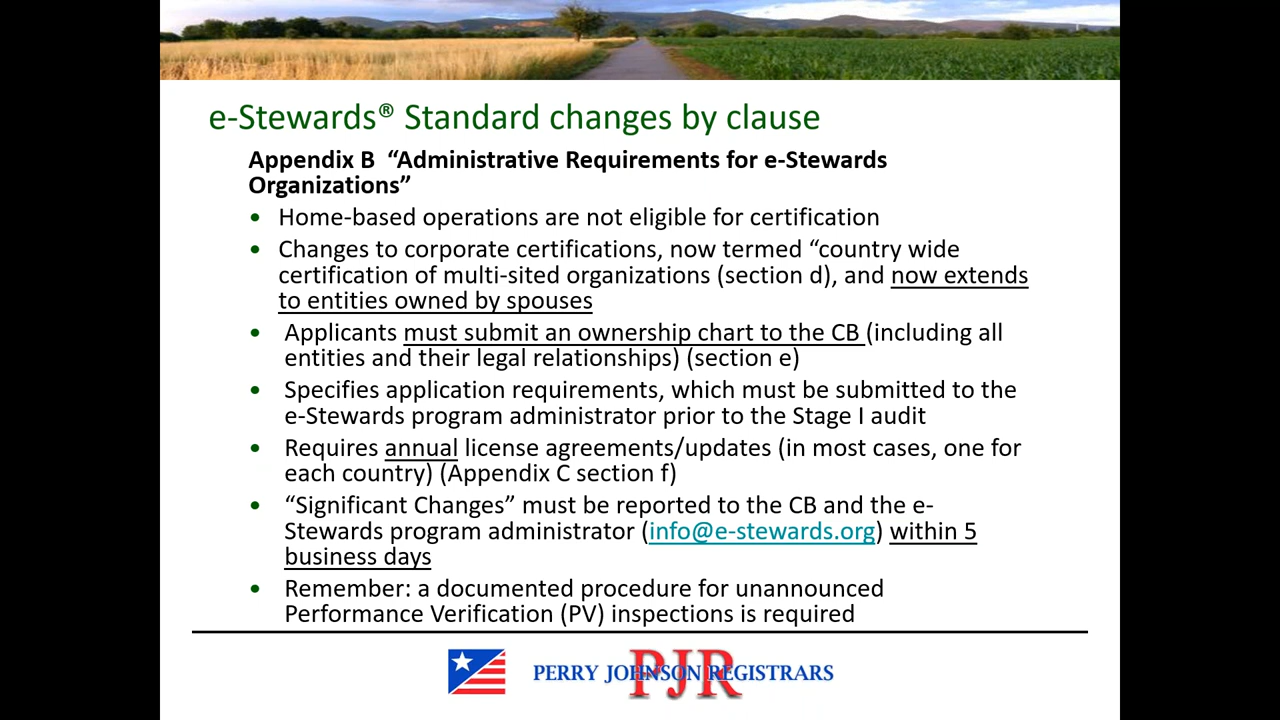 e-Stewards® Standard changes by clause
Appendix B “Administrative Requirements for e-Stewards
Organizations”
• Home-based operations are not eligible for certification
• Changes to corporate certifications, now termed “country wide
certification of multi-sited organizations (section d), and now extends
to entities owned by spouses
• Applicants must submit an ownership chart to the CB (including all
entities and their legal relationships) (section e)
• Specifies application requirements, which must be submitted to the
e-Stewards program administrator prior to the Stage I audit
• Requires annual license agreements/updates (in most cases, one for
each country) (Appendix C section f)
• “Significant Changes” must be reported to the CB and the e-
Stewards program administrator (info@e-stewards.org) within 5
business days
• Remember: a documented procedure for unannounced
Performance Verification (PV) inspections is required
PJR
PERRY JOHNSON REGISTRARS